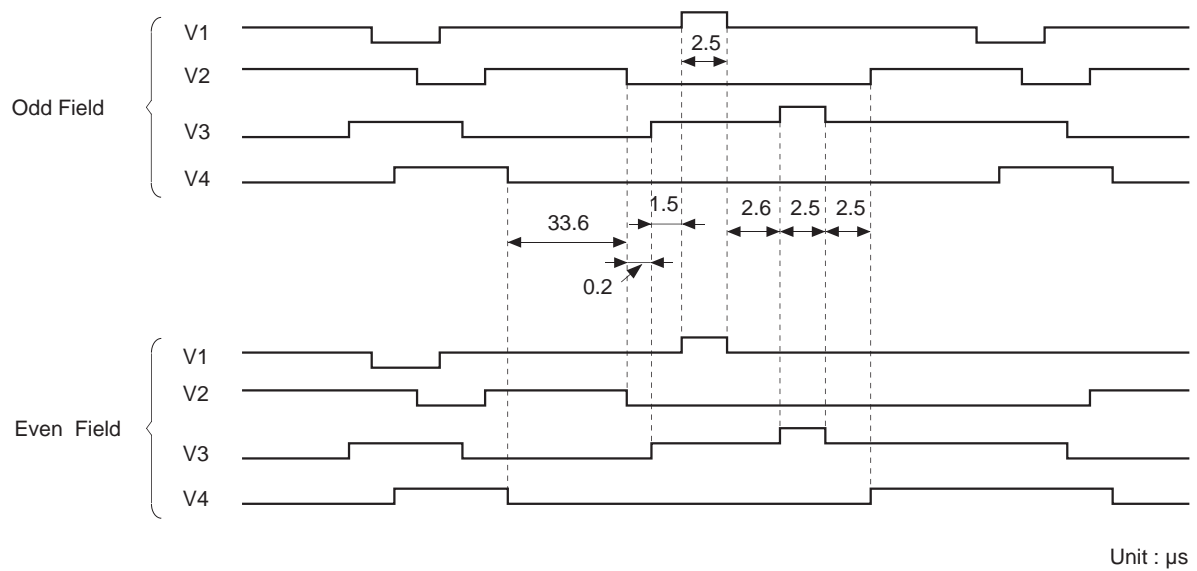 V1
2.5
V2
Odd Field
V3
V4
1.5
2.6 2.5 2.5
33.6
0.2
V1
V2
Even Field
V3
V4
Unit : µs